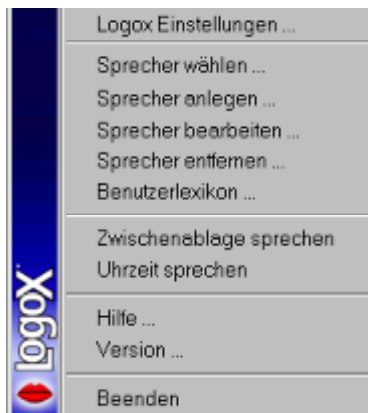 Logox Einstellungen ...
Sprecher wählen ...
Sprecher anlegen ...
Sprecher bearbeiten ...
Sprecher entfernen ...
Benutzerlexikon ...
Zwischenablage sprechen
Uhrzeit sprechen
Hilfe ...
Version ...
Beenden
logox